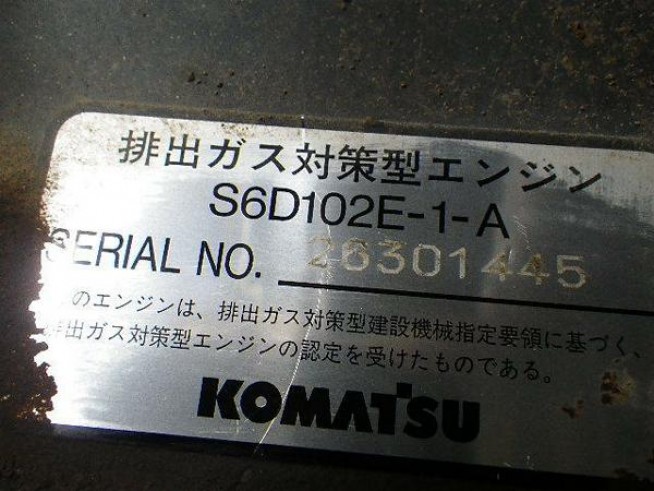 排出ガス対策型エンジン
S6D102E-1-A
SERIAL NO. 26301445
のエンジンは、排出ガス対策型建設機械指定要領に基づく、
排出ガス対策型エンジンの認定を受けたものである。
KOMATSU